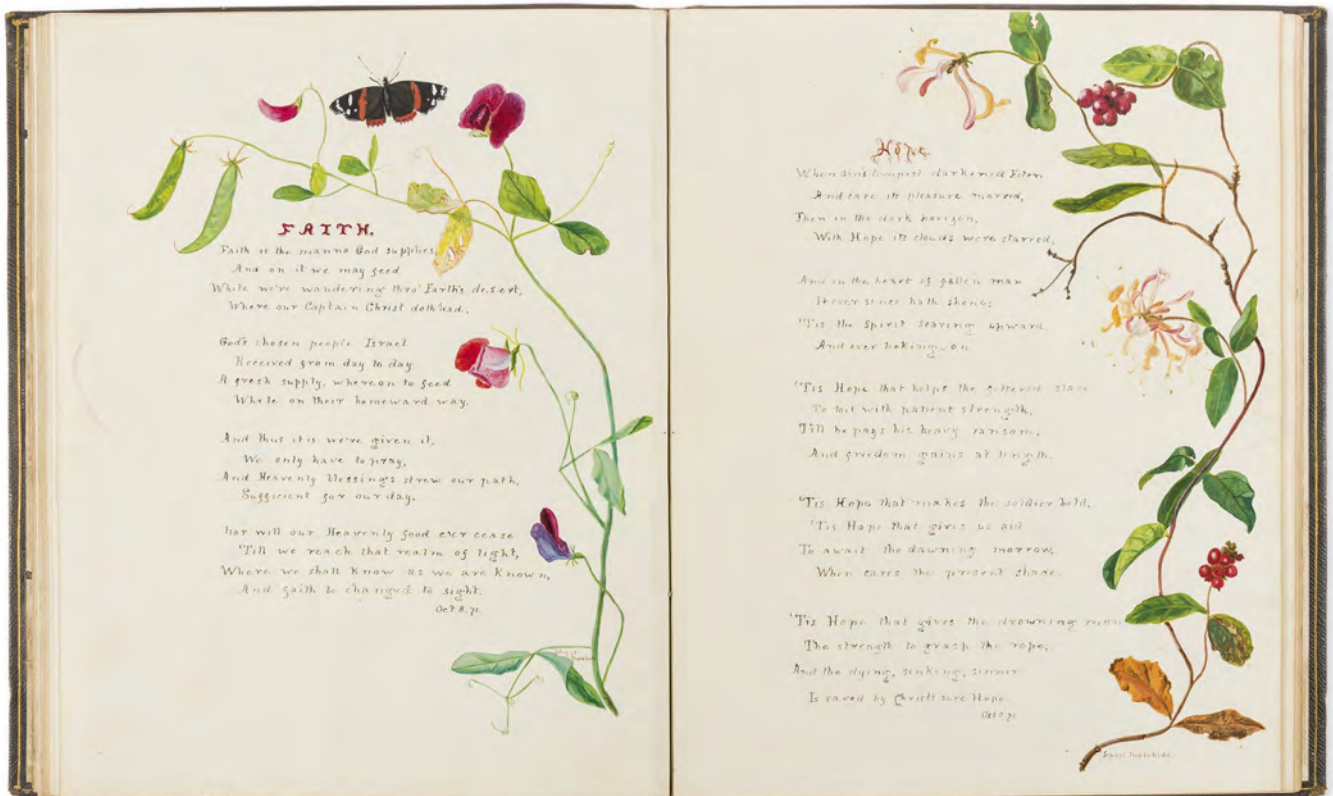 FAITH.
Faith is the manna God supplies,
And on it we may feed
While we're wandering thro' Earth's desert,
Where our Captain Christ doth lead.
God's chosen people Israel
Received from day to day
A fresh supply, whereon to feed
While on their homeward way.
And thus it is we're given it,
We only have to pray,
And Heavenly blessings strew our path,
Sufficient for our day.
Nor will our Heavenly food ever cease
'Till we reach that realm of light,
Where we shall know as we are known,
And faith is changed to sight.
Oct. 8. 71.
Hope
When Sin's tempest darkened Eden
And care its pleasure marred,
Then in the dark horizon,
With Hope its clouds were starred,
And in the heart of fallen man
It ever since hath shone;
'Tis the Spirit soaring upward
And ever looking on.
'Tis Hope that helps the fettered slave
To toil with patient strength,
Till he pays his heavy ransom,
And freedom gains at length.
'Tis Hope that makes the soldier bold,
'Tis Hope that gives us aid
To await the dawning morrow,
When cares the present shade.
'Tis Hope that gives the drowning man
The strength to grasp the rope,
And the dying, sinking, sinner
Is saved by Christ's sure Hope.
Oct 71